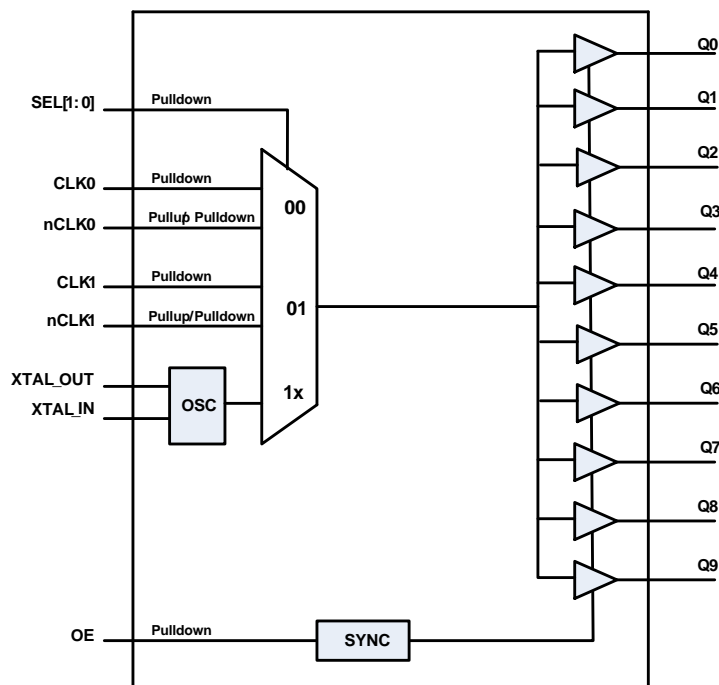 Q0
SEL[1:0]
Pulldown
Q1
Q2
CLK0
Pulldown
00
nCLK0
Pullup/ Pulldown
Q3
CLK1
Pulldown
Q4
01
nCLK1
Pullup/Pulldown
Q5
XTAL_OUT
OSC
1x
Q6
XTAL_IN
Q7
Q8
Q9
OE
Pulldown
SYNC